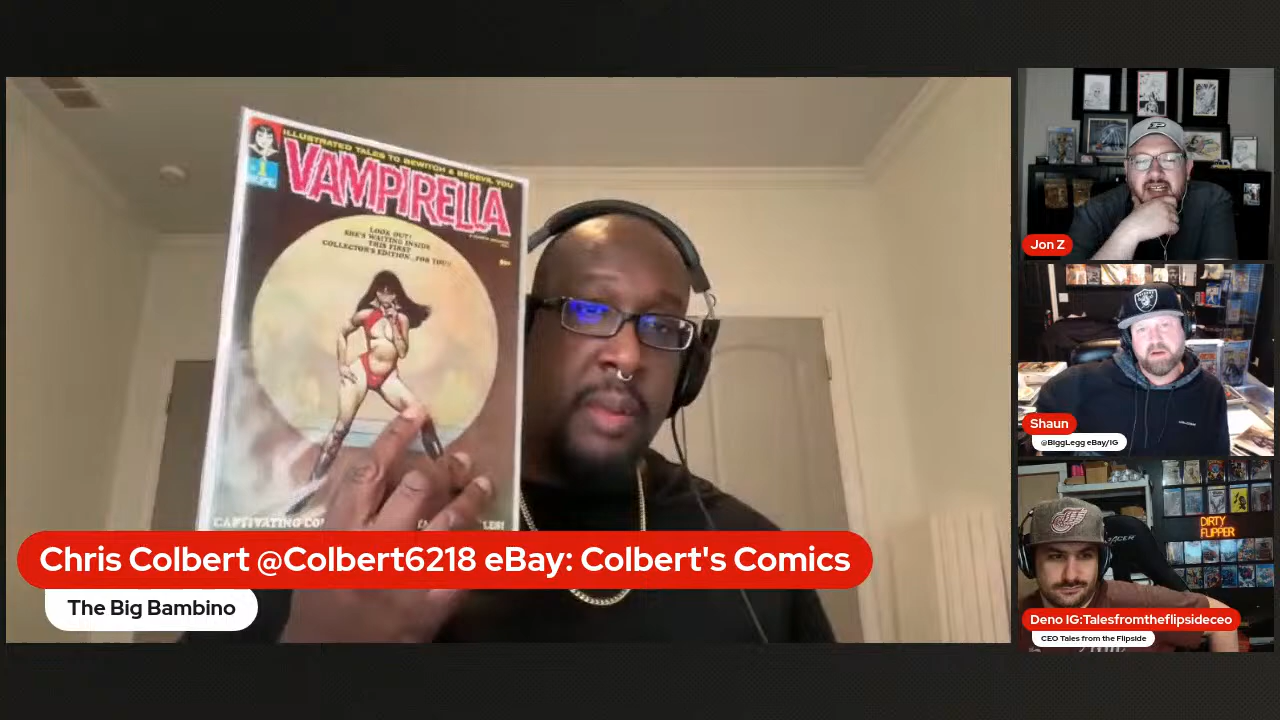 ILLUSTRATED TALES TO BEWITCH & BEDEVIL YOU
VAMPIRELLA
1
LOOK OUT!
SHE'S WAITING INSIDE
THIS FIRST
COLLECTOR'S EDITION...FOR YOU!
CAPTIVATING
Chris Colbert @Colbert6218 eBay: Colbert's Comics
The Big Bambino
Jon Z
Shaun
@BiggLegg eBay/IG
DIRTY
FLIPPER
Deno IG:Talesfromtheflipsideceo
CEO Tales from the Flipside